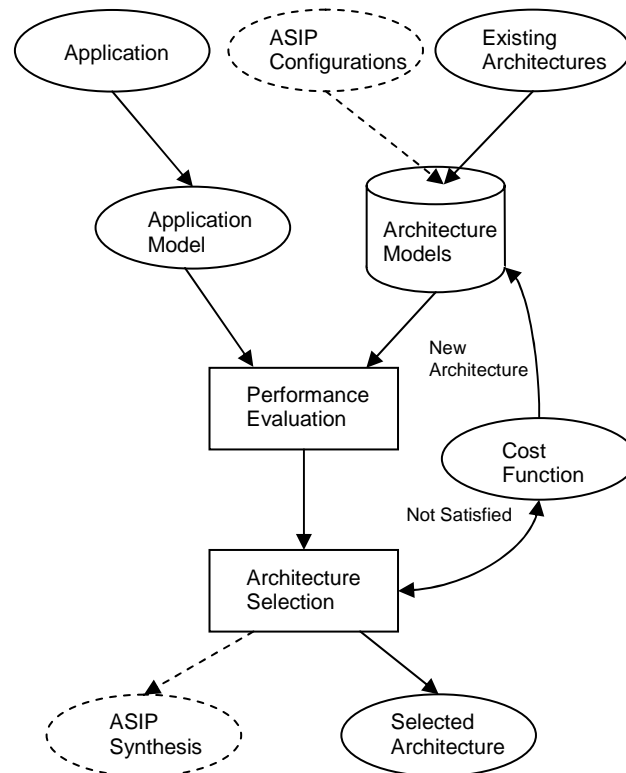 Application
ASIP
Configurations
Existing
Architectures
Application
Model
Architecture
Models
New
Architecture
Performance
Evaluation
Cost
Function
Not Satisfied
Architecture
Selection
ASIP
Synthesis
Selected
Architecture